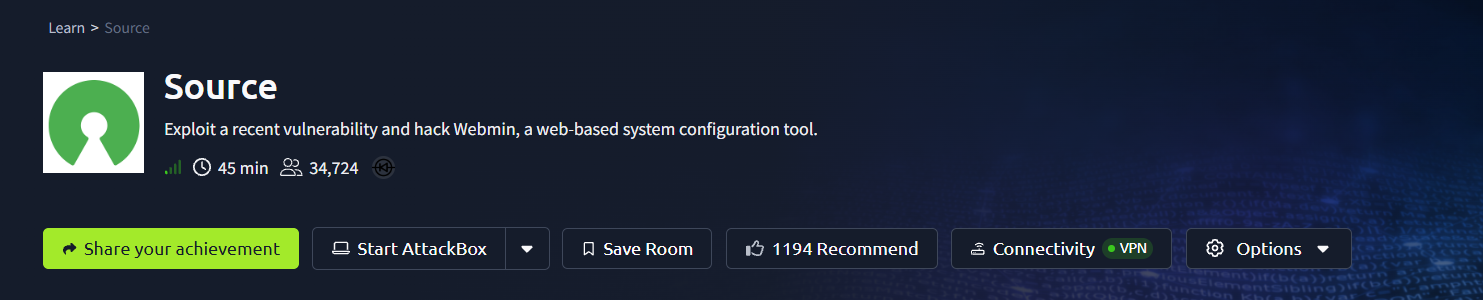 Learn > Source
Source
Exploit a recent vulnerability and hack Webmin, a web-based system configuration tool.
45 min 34,724
Share your achievement Start AttackBox Save Room 1194 Recommend Connectivity VPN Options